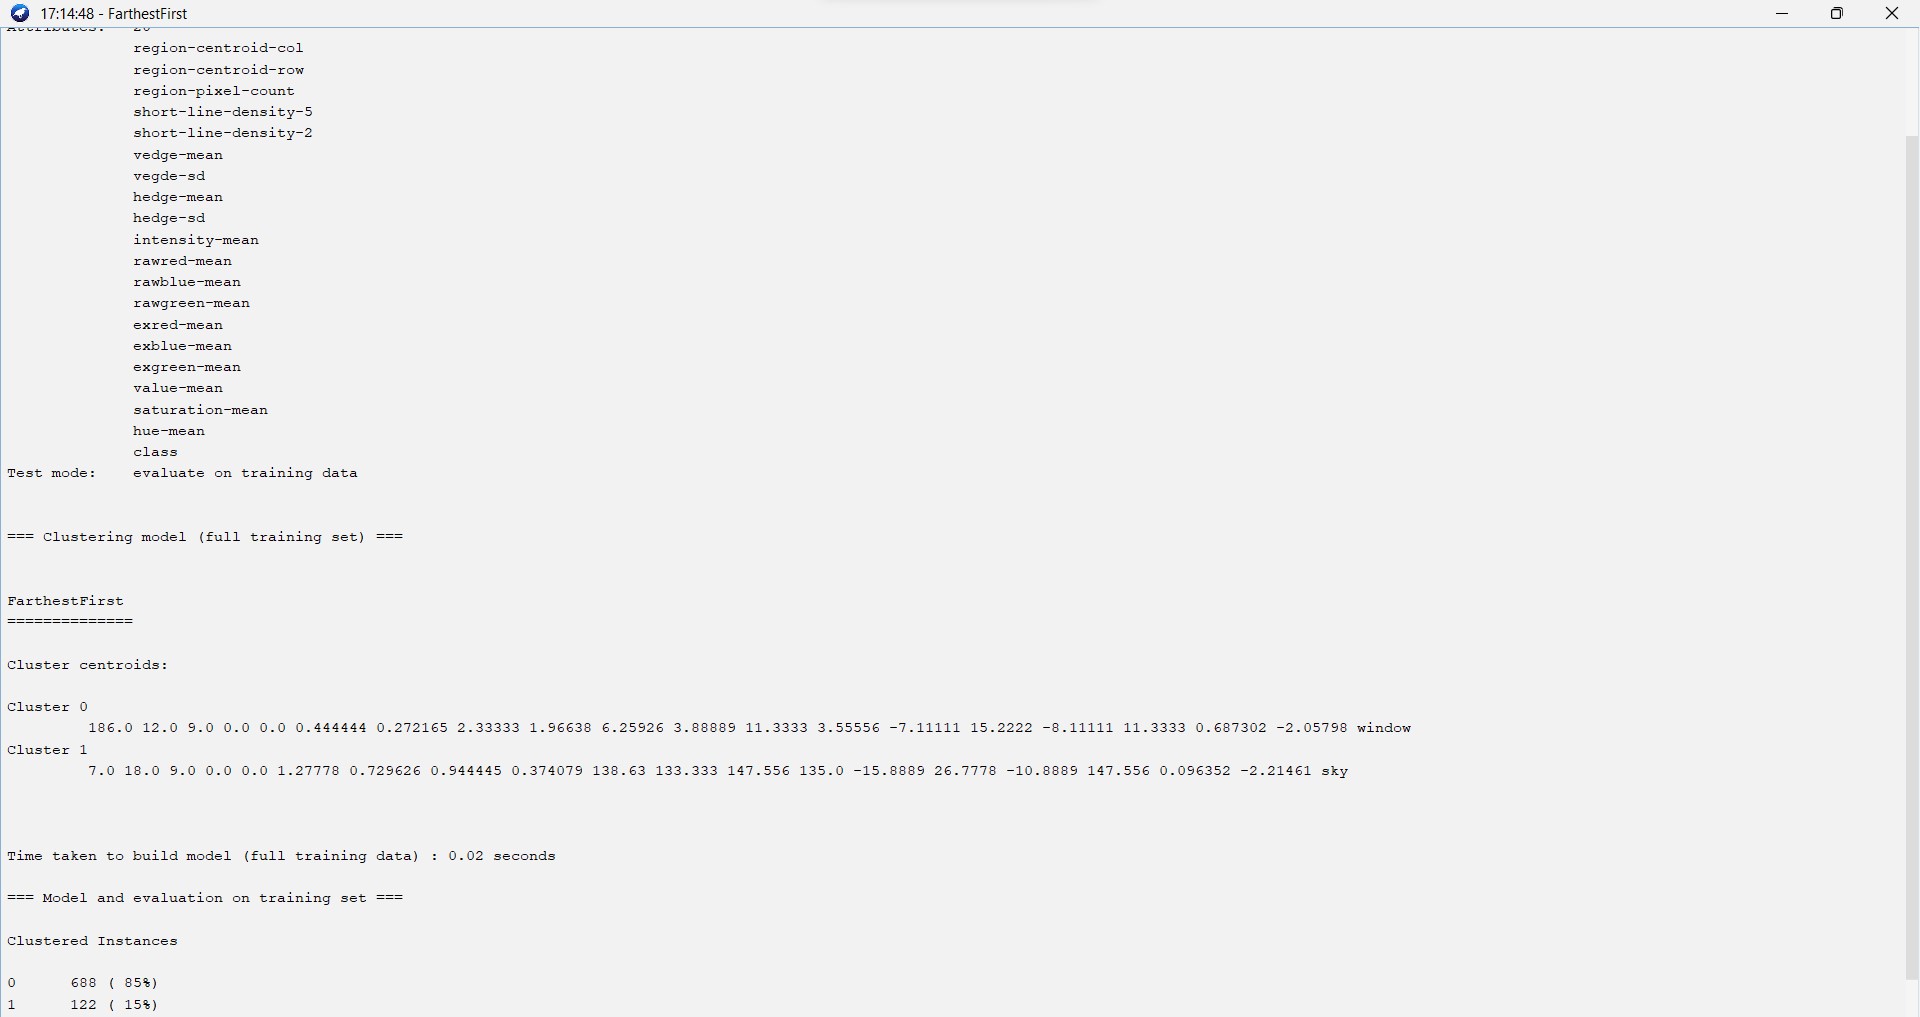 17:14:48 - FarthestFirst
Attributes: 20
region-centroid-col
region-centroid-row
region-pixel-count
short-line-density-5
short-line-density-2
vedge-mean
vegde-sd
hedge-mean
hedge-sd
intensity-mean
rawred-mean
rawblue-mean
rawgreen-mean
exred-mean
exblue-mean
exgreen-mean
value-mean
saturation-mean
hue-mean
class
Test mode: evaluate on training data
=== Clustering model (full training set) ===
FarthestFirst
==============
Cluster centroids:
Cluster 0
186.0 12.0 9.0 0.0 0.0 0.444444 0.272165 2.33333 1.96638 6.25926 3.88889 11.3333 3.55556 -7.11111 15.2222 -8.11111 11.3333 0.687302 -2.05798 window
Cluster 1
7.0 18.0 9.0 0.0 0.0 1.27778 0.729626 0.944445 0.374079 138.63 133.333 147.556 135.0 -15.8889 26.7778 -10.8889 147.556 0.096352 -2.21461 sky
Time taken to build model (full training data) : 0.02 seconds
=== Model and evaluation on training set ===
Clustered Instances
0 688 ( 85%)
1 122 ( 15%)